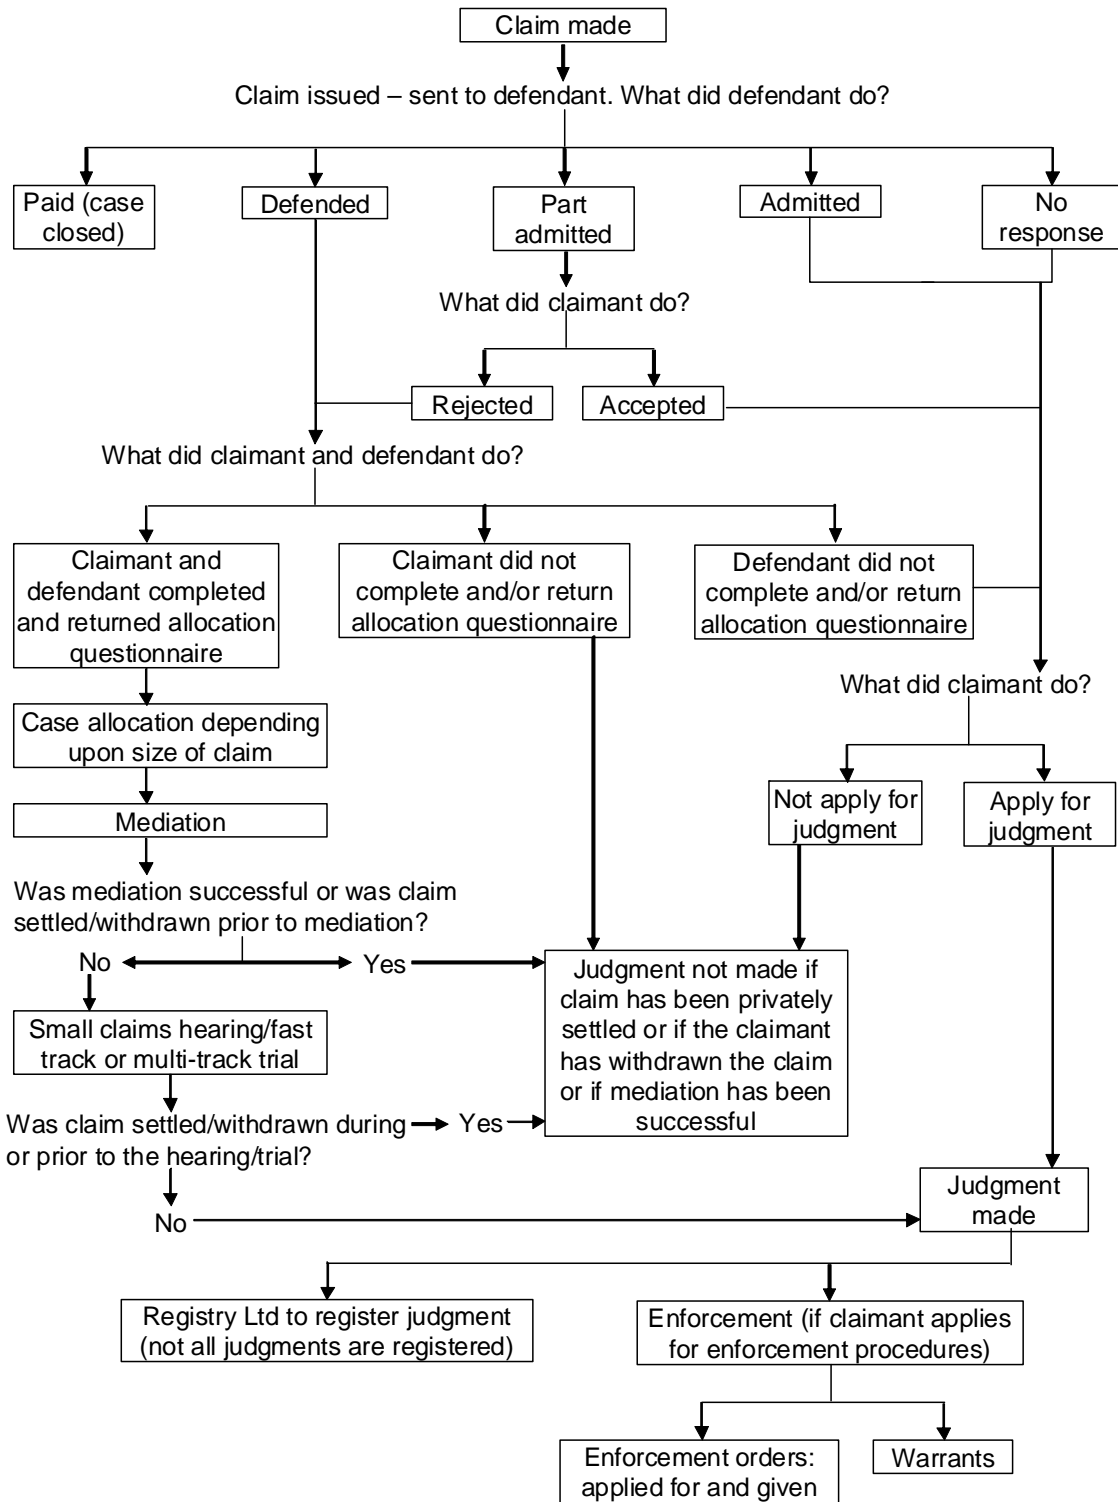 Claim made
Claim issued – sent to defendant. What did defendant do?
Paid (case
closed)
Defended
Part
admitted
Admitted
No
response
What did claimant do?
Rejected
Accepted
What did claimant and defendant do?
Claimant and
defendant completed
and returned allocation
questionnaire
Claimant did not
complete and/or return
allocation questionnaire
Defendant did not
complete and/or return
allocation questionnaire
What did claimant do?
Case allocation depending
upon size of claim
Not apply for
judgment
Apply for
judgment
Mediation
Was mediation successful or was claim
settled/withdrawn prior to mediation?
No
Yes
Judgment not made if
claim has been privately
settled or if the claimant
has withdrawn the claim
or if mediation has been
successful
Small claims hearing/fast
track or multi-track trial
Was claim settled/withdrawn during
or prior to the hearing/trial?
Yes
No
Judgment
made
Registry Ltd to register judgment
(not all judgments are registered)
Enforcement (if claimant applies
for enforcement procedures)
Enforcement orders:
applied for and given
Warrants